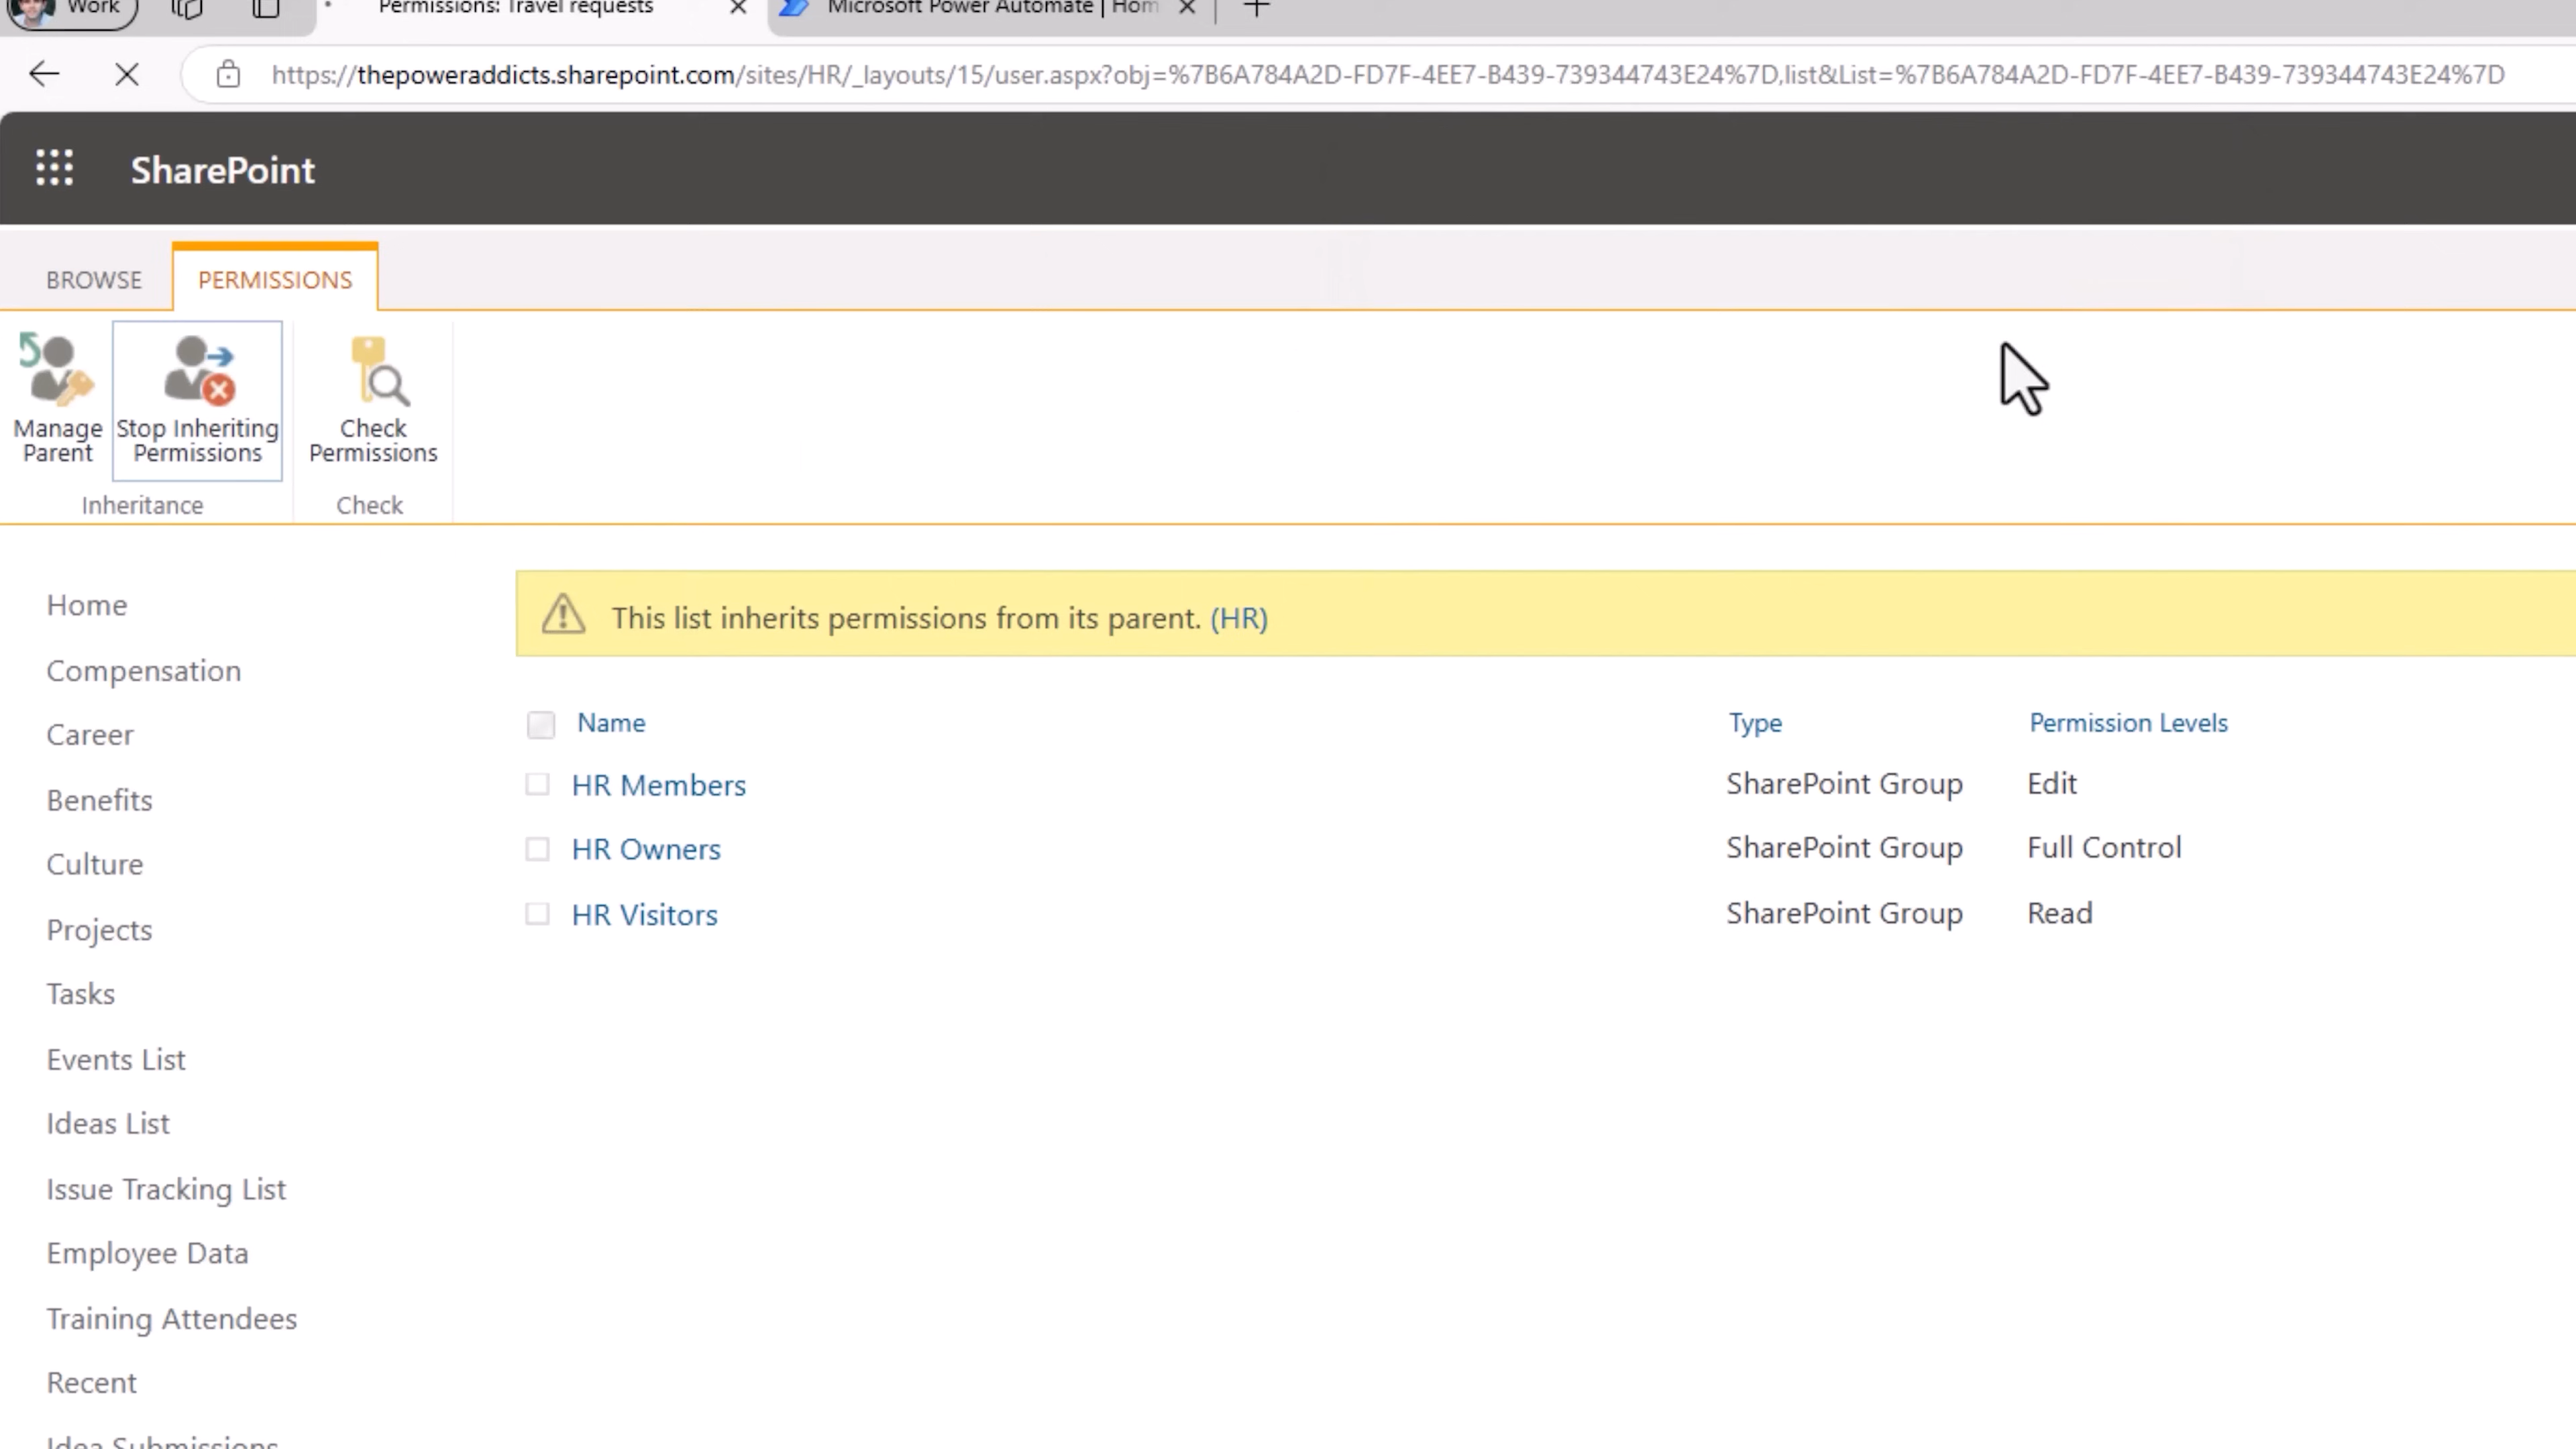 Work
Permissions: Travel requests
Microsoft Power Automate | Hom
https://thepoweraddicts.sharepoint.com/sites/HR/_layouts/15/user.aspx?obj=%7B6A784A2D-FD7F-4EE7-B439-739344743E24%7D,list&List=%7B6A784A2D-FD7F-4EE7-B439-739344743E24%7D
SharePoint
BROWSE
PERMISSIONS
Manage
Parent
Stop Inheriting
Permissions
Check
Permissions
Inheritance
Check
Home
Compensation
Career
Benefits
Culture
Projects
Tasks
Events List
Ideas List
Issue Tracking List
Employee Data
Training Attendees
Recent
Idea Submissions
This list inherits permissions from its parent. (HR)
Name Type Permission Levels
HR Members SharePoint Group Edit
HR Owners SharePoint Group Full Control
HR Visitors SharePoint Group Read